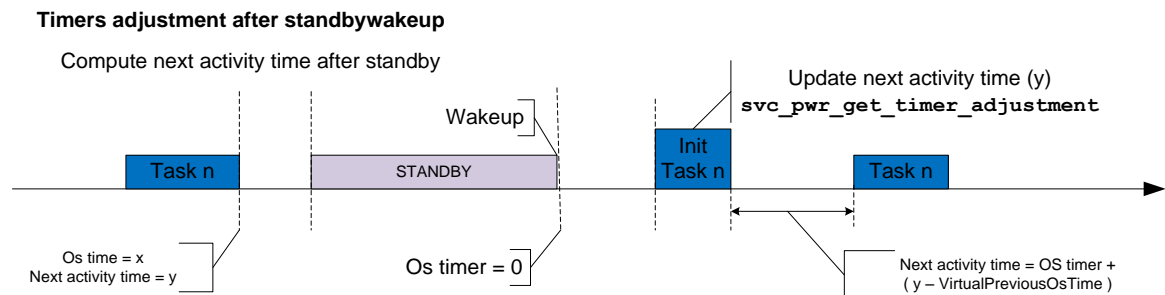 Timers adjustment after standbywakeup
Compute next activity time after standby
Update next activity time (y)
svc_pwr_get_timer_adjustment
Wakeup
Init
Task n
Task n
STANDBY
Task n
Os time = x
Next activity time = y
Os timer = 0
Next activity time = OS timer +
( y – VirtualPreviousOsTime )